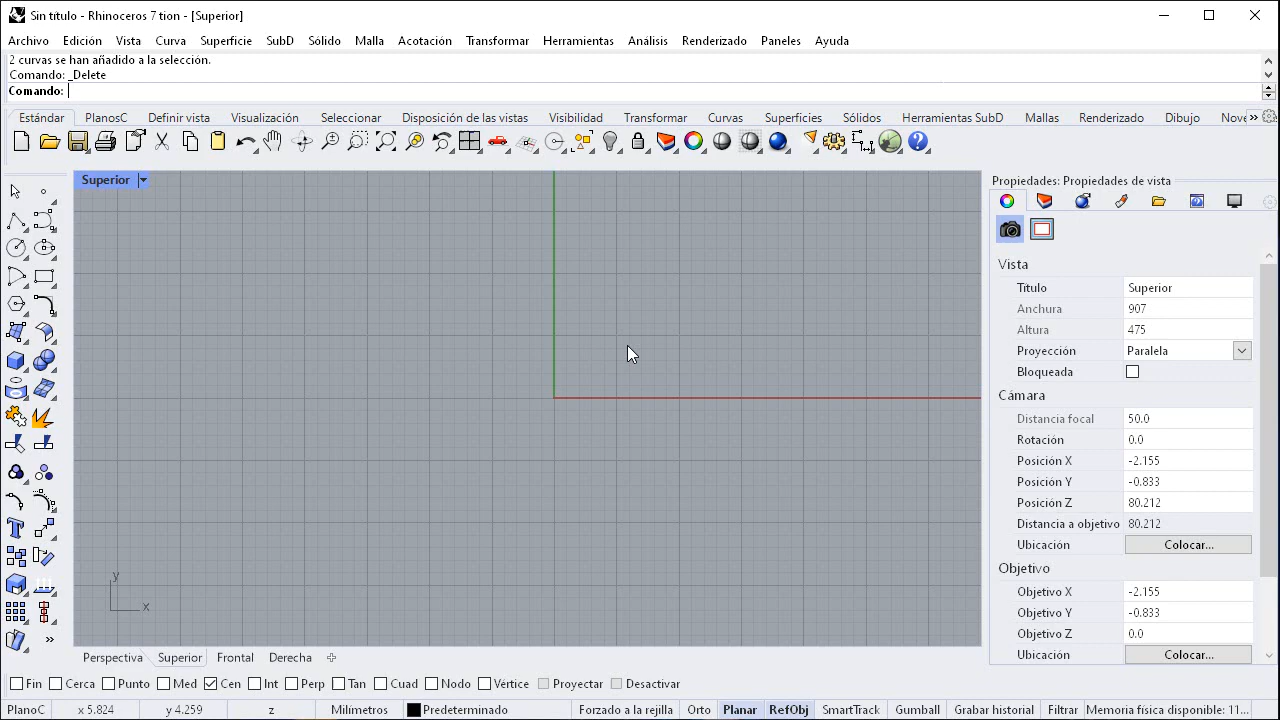 Sin título - Rhinoceros 7 tion - [Superior]
Archivo Edición Vista Curva Superficie SubD Sólido Malla Acotación Transformar Herramientas Análisis Renderizado Paneles Ayuda
2 curvas se han añadido a la selección.
Comando: _Delete
Comando:
Estándar PlanosC Definir vista Visualización Seleccionar Disposición de las vistas Visibilidad Transformar Curvas Superfícies Sólidos Herramientas SubD Mallas Renderizado Dibujo Nove
Superior
y
x
Perspectiva Superior Frontal Derecha
Propiedades: Propiedades de vista
Vista
Título Superior
Anchura 907
Altura 475
Proyección Paralela
Bloqueada
Cámara
Distancia focal 50.0
Rotación 0.0
Posición X -2.155
Posición Y -0.833
Posición Z 80.212
Distancia a objetivo 80.212
Ubicación Colocar...
Objetivo
Objetivo X -2.155
Objetivo Y -0.833
Objetivo Z 0.0
Ubicación Colocar...
Fin Cerca Punto Med Cen Int Perp Tan Cuad Nodo Vértice Proyectar Desactivar
PlanoC x 5.824 y 4.259 z Milímetros Predeterminado Forzado a la rejilla Orto Planar RefObj SmartTrack Gumball Grabar historial Filtrar Memoria física disponible: 11...